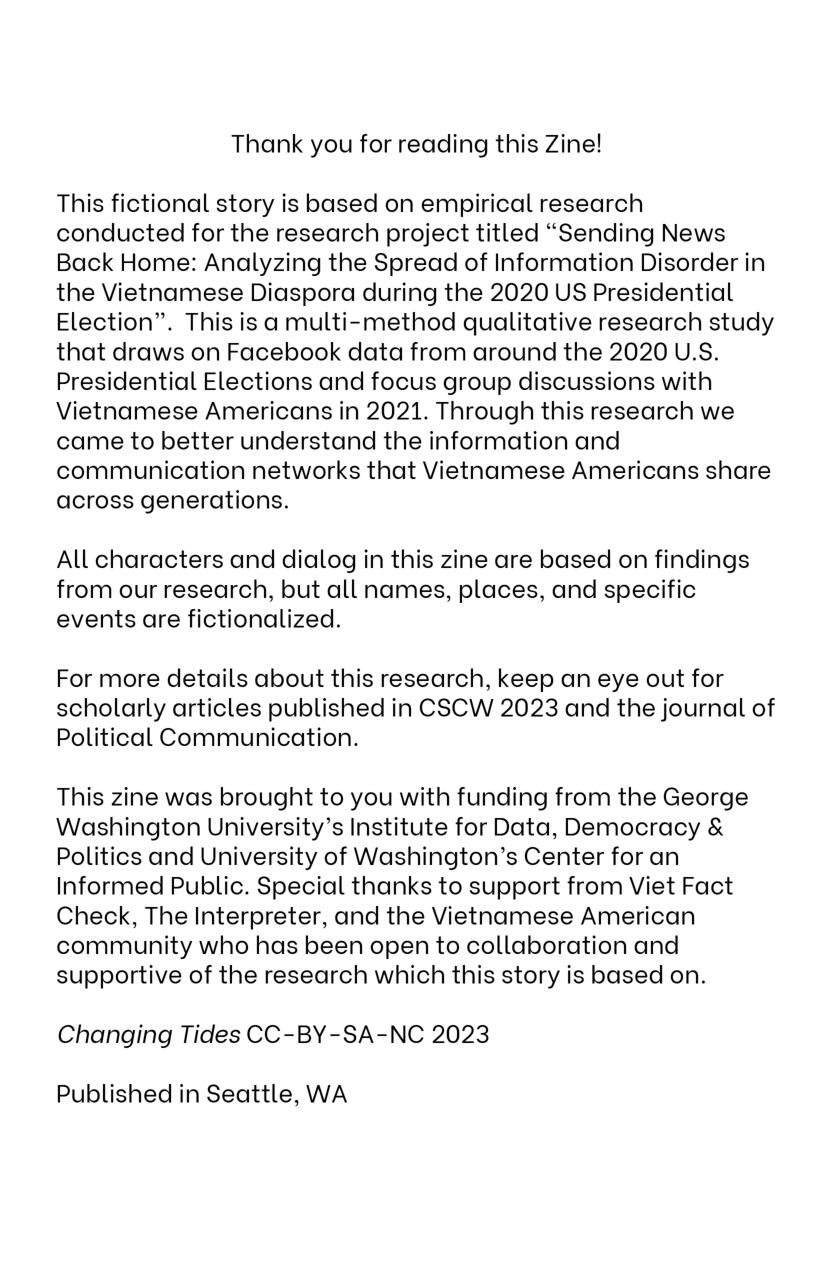 Thank you for reading this Zine!
This fictional story is based on empirical research
conducted for the research project titled “Sending News
Back Home: Analyzing the Spread of Information Disorder in
the Vietnamese Diaspora during the 2020 US Presidential
Election”.  This is a multi-method qualitative research study
that draws on Facebook data from around the 2020 U.S.
Presidential Elections and focus group discussions with
Vietnamese Americans in 2021. Through this research we
came to better understand the information and
communication networks that Vietnamese Americans share
across generations.
All characters and dialog in this zine are based on findings
from our research, but all names, places, and specific
events are fictionalized.
For more details about this research, keep an eye out for
scholarly articles published in CSCW 2023 and the journal of
Political Communication.
This zine was brought to you with funding from the George
Washington University’s Institute for Data, Democracy &
Politics and University of Washington’s Center for an
Informed Public. Special thanks to support from Viet Fact
Check, The Interpreter, and the Vietnamese American
community who has been open to collaboration and
supportive of the research which this story is based on.
Changing Tides CC-BY-SA-NC 2023
Published in Seattle, WA